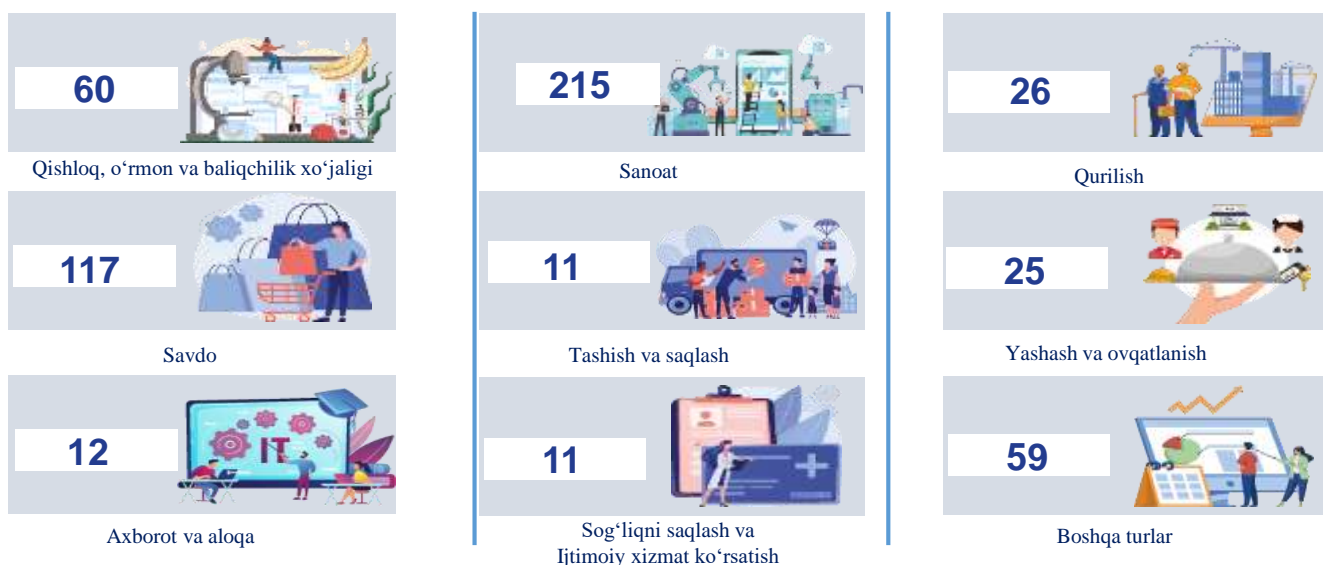 60
Qishloq, o‘rmon va baliqchilik xo‘jaligi
215
Sanoat
26
Qurilish
117
Savdo
11
Tashish va saqlash
25
Yashash va ovqatlanish
12
IT
Axborot va aloqa
11
Sog‘liqni saqlash va
Ijtimoiy xizmat ko‘rsatish
59
Boshqa turlar